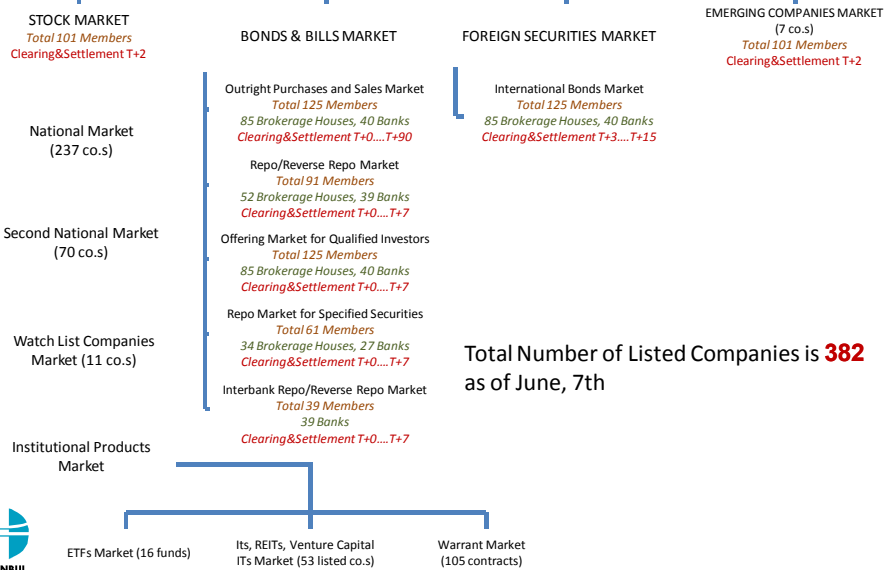 STOCK MARKET
Total 101 Members
Clearing&Settlement T+2
National Market
(237 co.s)
Second National Market
(70 co.s)
Watch List Companies
Market (11 co.s)
Institutional Products
Market
BONDS & BILLS MARKET
Outright Purchases and Sales Market
Total 125 Members
85 Brokerage Houses, 40 Banks
Clearing&Settlement T+0....T+90
Repo/Reverse Repo Market
Total 91 Members
52 Brokerage Houses, 39 Banks
Clearing&Settlement T+0....T+7
Offering Market for Qualified Investors
Total 125 Members
85 Brokerage Houses, 40 Banks
Clearing&Settlement T+0....T+7
Repo Market for Specified Securities
Total 61 Members
34 Brokerage Houses, 27 Banks
Clearing&Settlement T+0....T+7
Interbank Repo/Reverse Repo Market
Total 39 Members
39 Banks
Clearing&Settlement T+0....T+7
FOREIGN SECURITIES MARKET
International Bonds Market
Total 125 Members
85 Brokerage Houses, 40 Banks
Clearing&Settlement T+3....T+15
EMERGING COMPANIES MARKET
(7 co.s)
Total 101 Members
Clearing&Settlement T+2
Total Number of Listed Companies is 382
as of June, 7th
ETFs Market (16 funds)
Its, REITs, Venture Capital
ITs Market (53 listed co.s)
Warrant Market
(105 contracts)